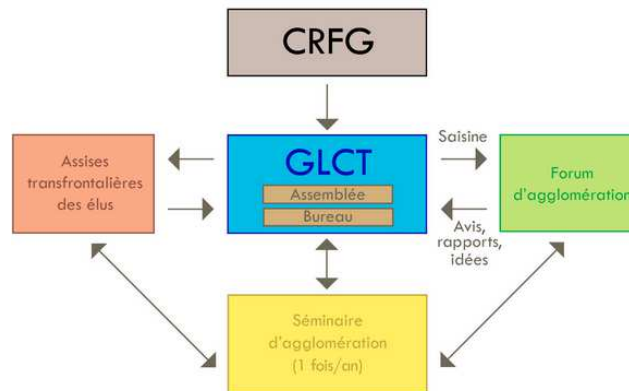 CRFG
Assises
transfrontalières
des élus
GLCT
Assemblée
Bureau
Saisine
Avis,
rapports,
idées
Forum
d'agglomération
Séminaire
d'agglomération
(1 fois/an)